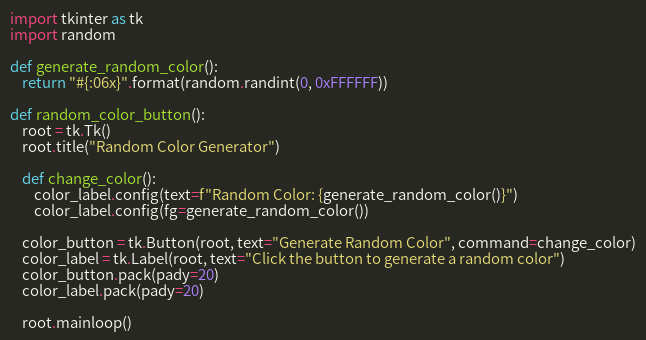 import tkinter as tk
import random

def generate_random_color():
    return "#{:06x}".format(random.randint(0, 0xFFFFFF))

def random_color_button():
    root = tk.Tk()
    root.title("Random Color Generator")

    def change_color():
        color_label.config(text=f"Random Color: {generate_random_color()}")
        color_label.config(fg=generate_random_color())

    color_button = tk.Button(root, text="Generate Random Color", command=change_color)
    color_label = tk.Label(root, text="Click the button to generate a random color")
    color_button.pack(pady=20)
    color_label.pack(pady=20)

    root.mainloop()